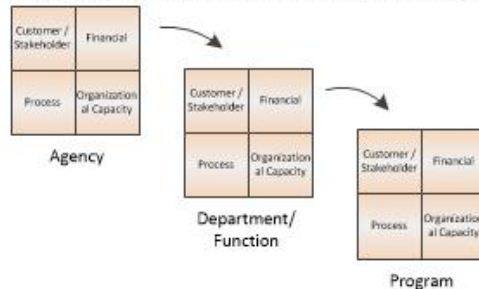 Customer /
Stakeholder
Financial
Process
Organization
al Capacity
Agency
Customer /
Stakeholder
Financial
Process
Organization
al Capacity
Department/
Function
Customer /
Stakeholder
Financial
Process
Organization
al Capacity
Program